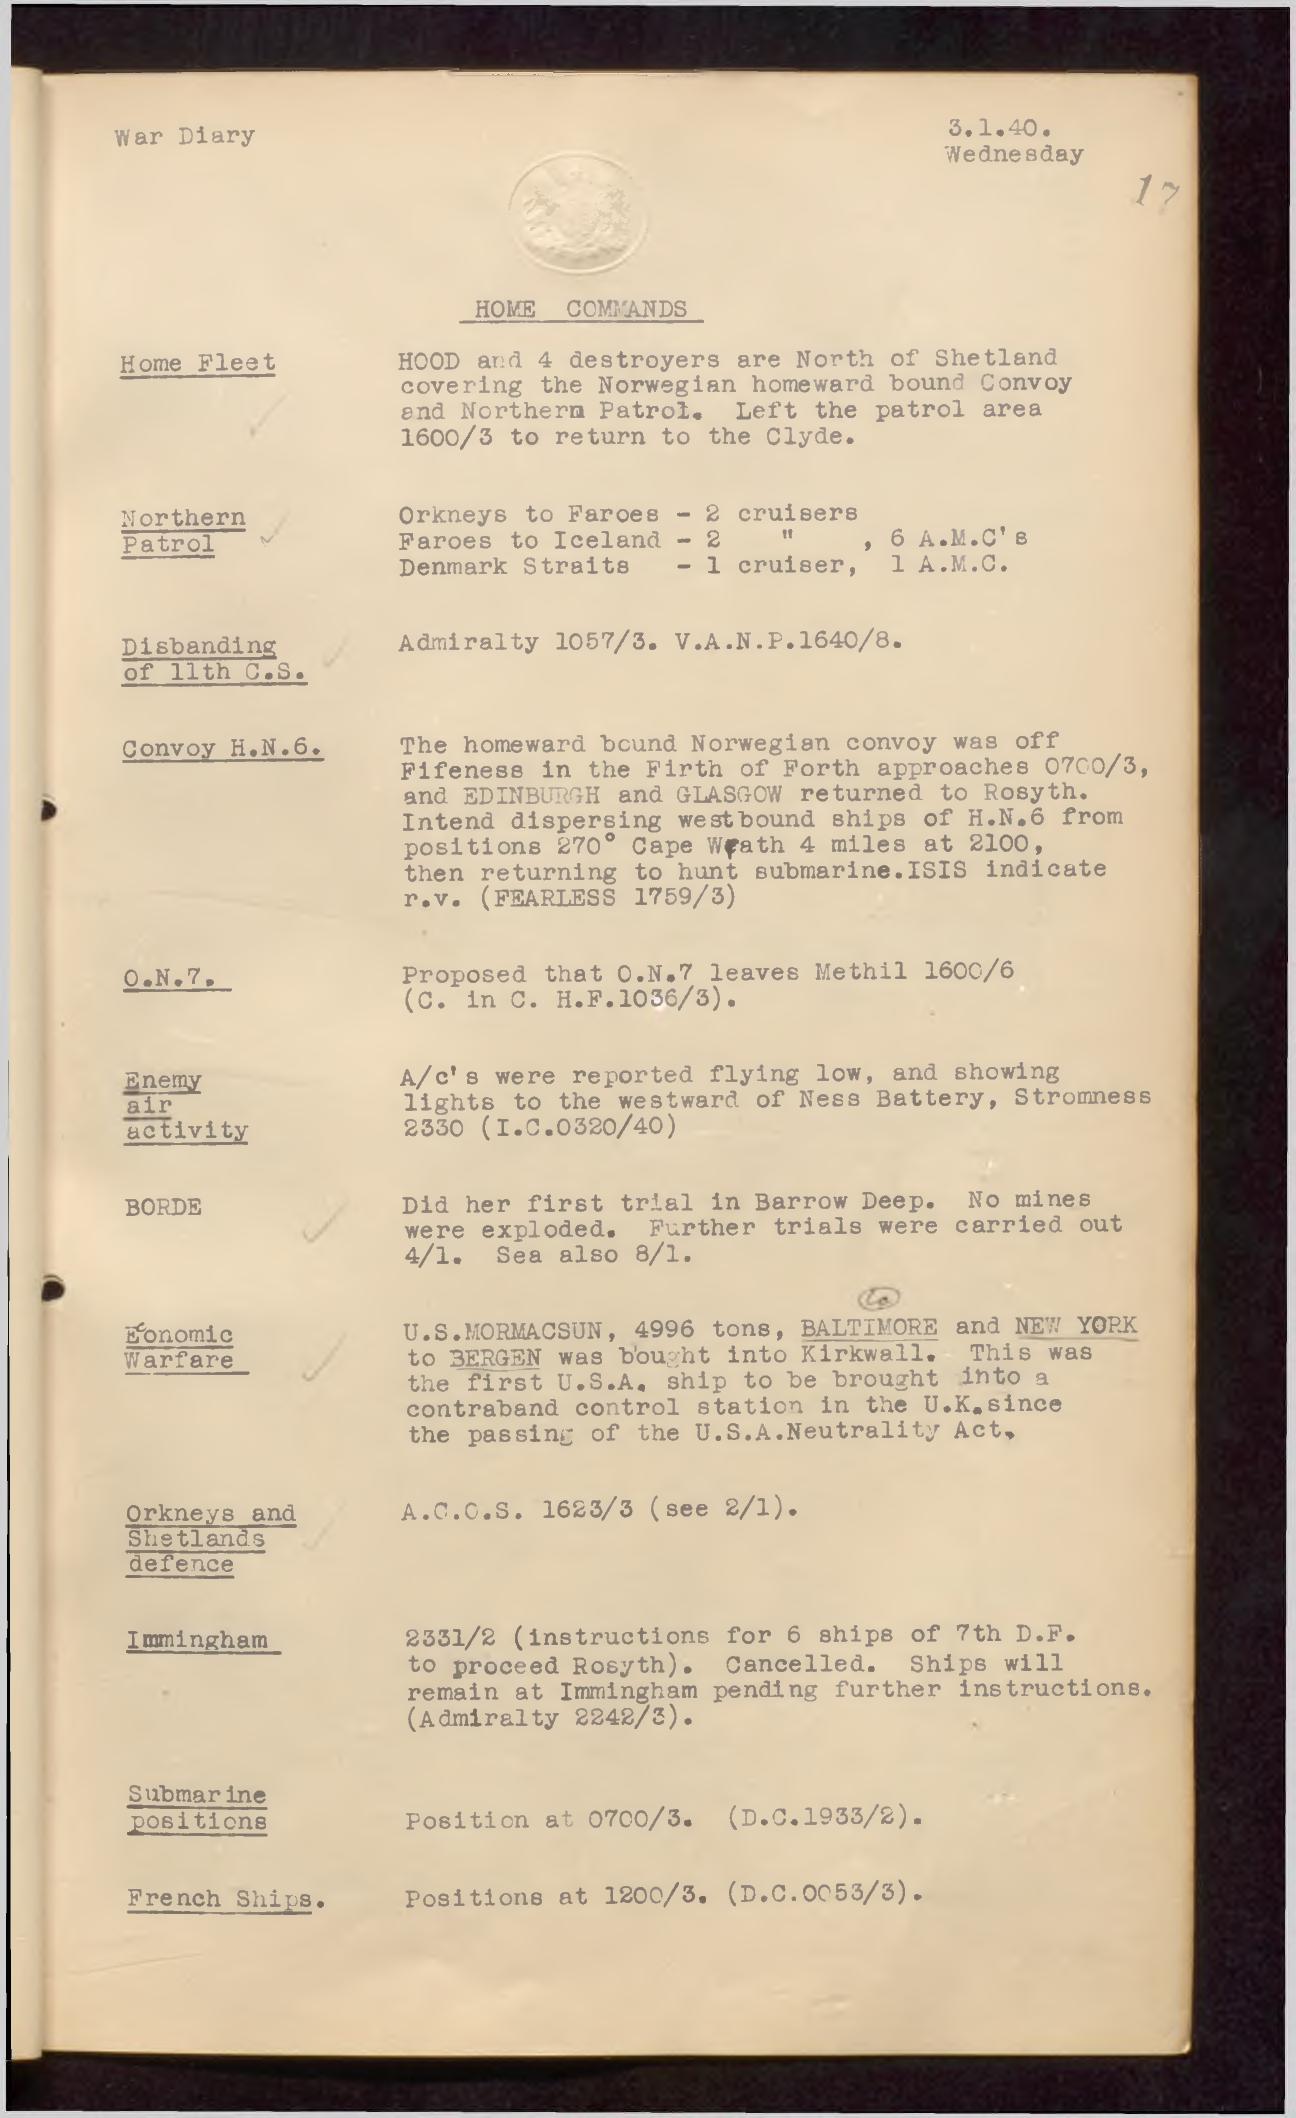 War Diary
3.1.40.
Wednesday
17
HOME COMMANDS
Home Fleet
HOOD and 4 destroyers are North of Shetland
covering the Norwegian homeward bound Convoy
and Northern Patrol. Left the patrol area
1600/3 to return to the Clyde.
Northern
Patrol
Orkneys to Faroes - 2 cruisers
Faroes to Iceland - 2 " , 6 A.M.C's
Denmark Straits - 1 cruiser, 1 A.M.C.
Disbanding
of 11th C.S.
Admiralty 1057/3. V.A.N.P.1640/8.
Convoy H.N.6.
The homeward bound Norwegian convoy was off
Fifeness in the Firth of Forth approaches 0700/3,
and EDINBURGH and GLASGOW returned to Rosyth.
Intend dispersing westbound ships of H.N.6 from
positions 270° Cape Wrath 4 miles at 2100,
then returning to hunt submarine.ISIS indicate
r.v. (FEARLESS 1759/3)
O.N.7.
Proposed that O.N.7 leaves Methil 1600/6
(C. in C. H.F.1036/3).
Enemy
air
activity
A/c's were reported flying low, and showing
lights to the westward of Ness Battery, Stromness
2330 (I.C.0320/40)
BORDE
Did her first trial in Barrow Deep. No mines
were exploded. Further trials were carried out
4/1. Sea also 8/1.
to
Economic
Warfare
U.S.MORMACSUN, 4996 tons, BALTIMORE and NEW YORK
to BERGEN was bought into Kirkwall. This was
the first U.S.A. ship to be brought into a
contraband control station in the U.K.since
the passing of the U.S.A.Neutrality Act.
Orkneys and
Shetlands
defence
A.C.O.S. 1623/3 (see 2/1).
Immingham
2331/2 (instructions for 6 ships of 7th D.F.
to proceed Rosyth). Cancelled. Ships will
remain at Immingham pending further instructions.
(Admiralty 2242/3).
Submarine
positions
Position at 0700/3. (D.C.1933/2).
French Ships.
Positions at 1200/3. (D.C.0053/3).